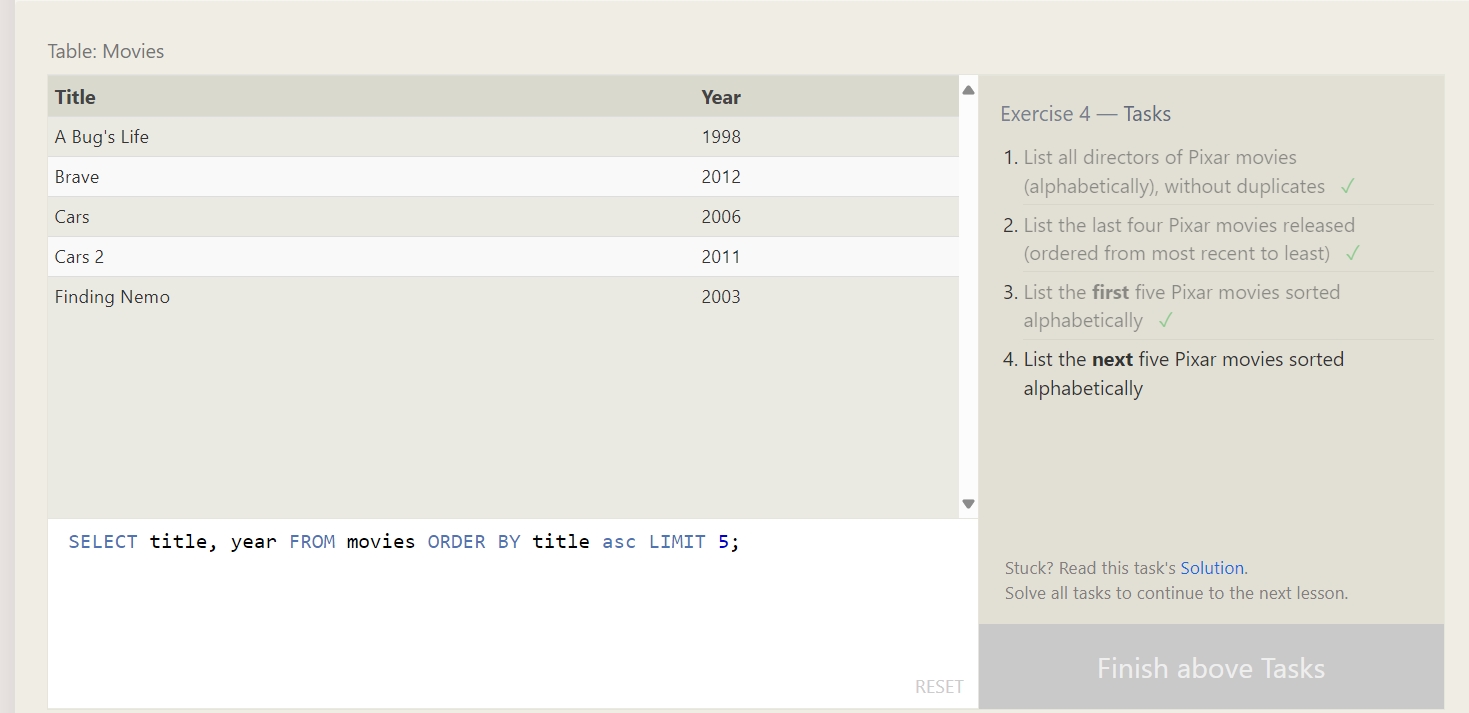 Table: Movies
Title Year
A Bug's Life 1998
Brave 2012
Cars 2006
Cars 2 2011
Finding Nemo 2003
SELECT title, year FROM movies ORDER BY title asc LIMIT 5;
RESET
Exercise 4 — Tasks
1. List all directors of Pixar movies
(alphabetically), without duplicates ✓
2. List the last four Pixar movies released
(ordered from most recent to least) ✓
3. List the first five Pixar movies sorted
alphabetically ✓
4. List the next five Pixar movies sorted
alphabetically
Stuck? Read this task's Solution.
Solve all tasks to continue to the next lesson.
Finish above Tasks